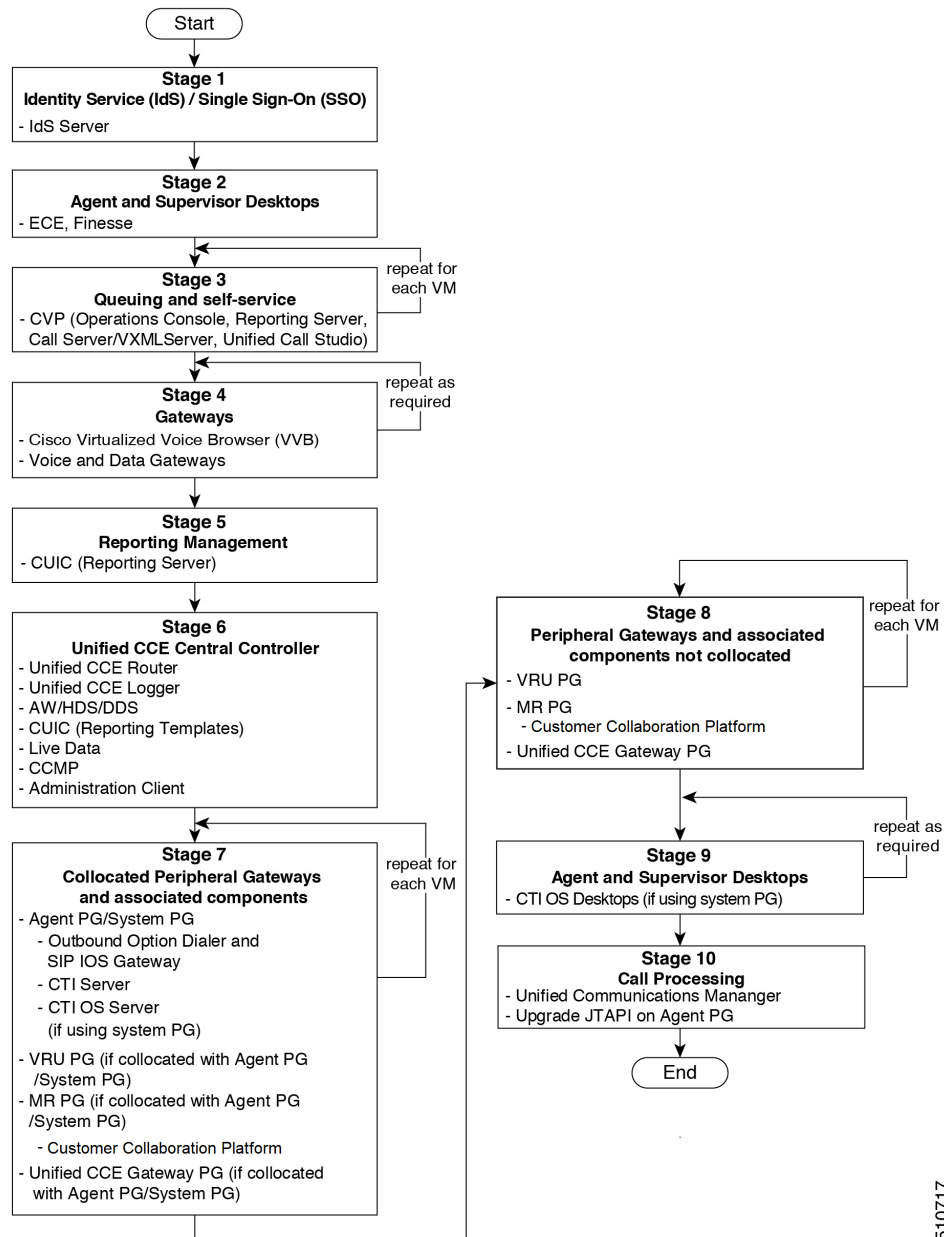 Start
Stage 1
Identity Service (IdS) / Single Sign-On (SSO)
- IdS Server
Stage 2
Agent and Supervisor Desktops
- ECE, Finesse
repeat for
each VM
Stage 3
Queuing and self-service
- CVP (Operations Console, Reporting Server,
Call Server/VXMLServer, Unified Call Studio)
repeat as
required
Stage 4
Gateways
- Cisco Virtualized Voice Browser (VVB)
- Voice and Data Gateways
Stage 5
Reporting Management
- CUIC (Reporting Server)
Stage 6
Unified CCE Central Controller
- Unified CCE Router
- Unified CCE Logger
- AW/HDS/DDS
- CUIC (Reporting Templates)
- Live Data
- CCMP
- Administration Client
repeat for
each VM
Stage 7
Collocated Peripheral Gateways
and associated components
- Agent PG/System PG
- Outbound Option Dialer and
SIP IOS Gateway
- CTI Server
- CTI OS Server
(if using system PG)
- VRU PG (if collocated with Agent PG
/System PG)
- MR PG (if collocated with Agent PG
/System PG)
- Customer Collaboration Platform
- Unified CCE Gateway PG (if collocated
with Agent PG/System PG)
repeat for
each VM
Stage 8
Peripheral Gateways and associated
components not collocated
- VRU PG
- MR PG
- Customer Collaboration Platform
- Unified CCE Gateway PG
repeat as
required
Stage 9
Agent and Supervisor Desktops
- CTI OS Desktops (if using system PG)
Stage 10
Call Processing
- Unified Communications Mananger
- Upgrade JTAPI on Agent PG
End
510717